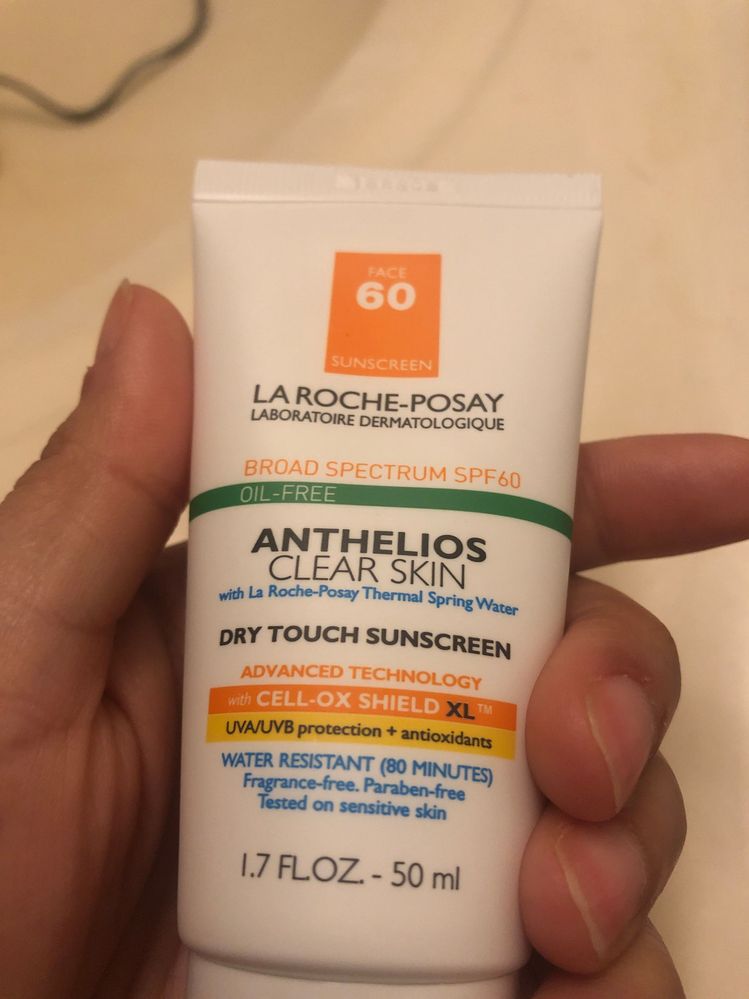 FACE
60
SUNSCREEN
LA ROCHE-POSAY
LABORATOIRE DERMATOLOGIQUE
BROAD SPECTRUM SPF60
OIL-FREE
ANTHELIOS
CLEAR SKIN
with La Roche-Posay Thermal Spring Water
DRY TOUCH SUNSCREEN
ADVANCED TECHNOLOGY
with CELL-OX SHIELD XL™
UVA/UVB protection + antioxidants
WATER RESISTANT (80 MINUTES)
Fragrance-free. Paraben-free
Tested on sensitive skin
1.7 FL.OZ. - 50 ml